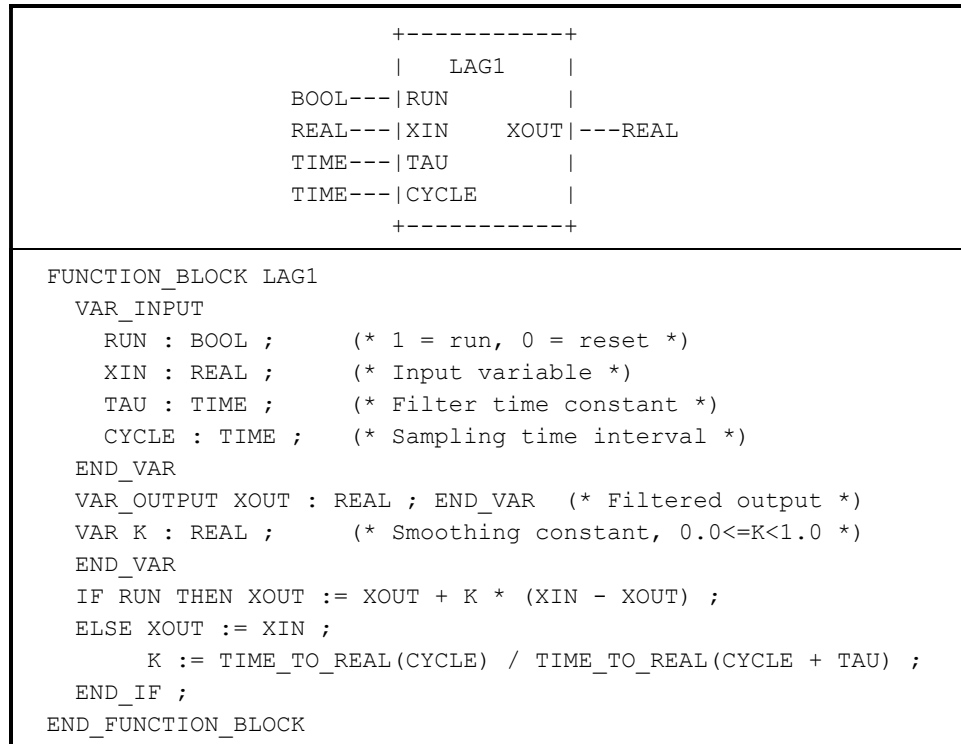 +-----------+
|   LAG1    |
BOOL---|RUN        |
REAL---|XIN    XOUT|---REAL
TIME---|TAU        |
TIME---|CYCLE      |
+-----------+
FUNCTION_BLOCK LAG1
VAR_INPUT
RUN : BOOL ;      (* 1 = run, 0 = reset *)
XIN : REAL ;      (* Input variable *)
TAU : TIME ;      (* Filter time constant *)
CYCLE : TIME ;    (* Sampling time interval *)
END_VAR
VAR_OUTPUT XOUT : REAL ; END_VAR  (* Filtered output *)
VAR K : REAL ;      (* Smoothing constant, 0.0<=K<1.0 *)
END_VAR
IF RUN THEN XOUT := XOUT + K * (XIN - XOUT) ;
ELSE XOUT := XIN ;
K := TIME_TO_REAL(CYCLE) / TIME_TO_REAL(CYCLE + TAU) ;
END_IF ;
END_FUNCTION_BLOCK